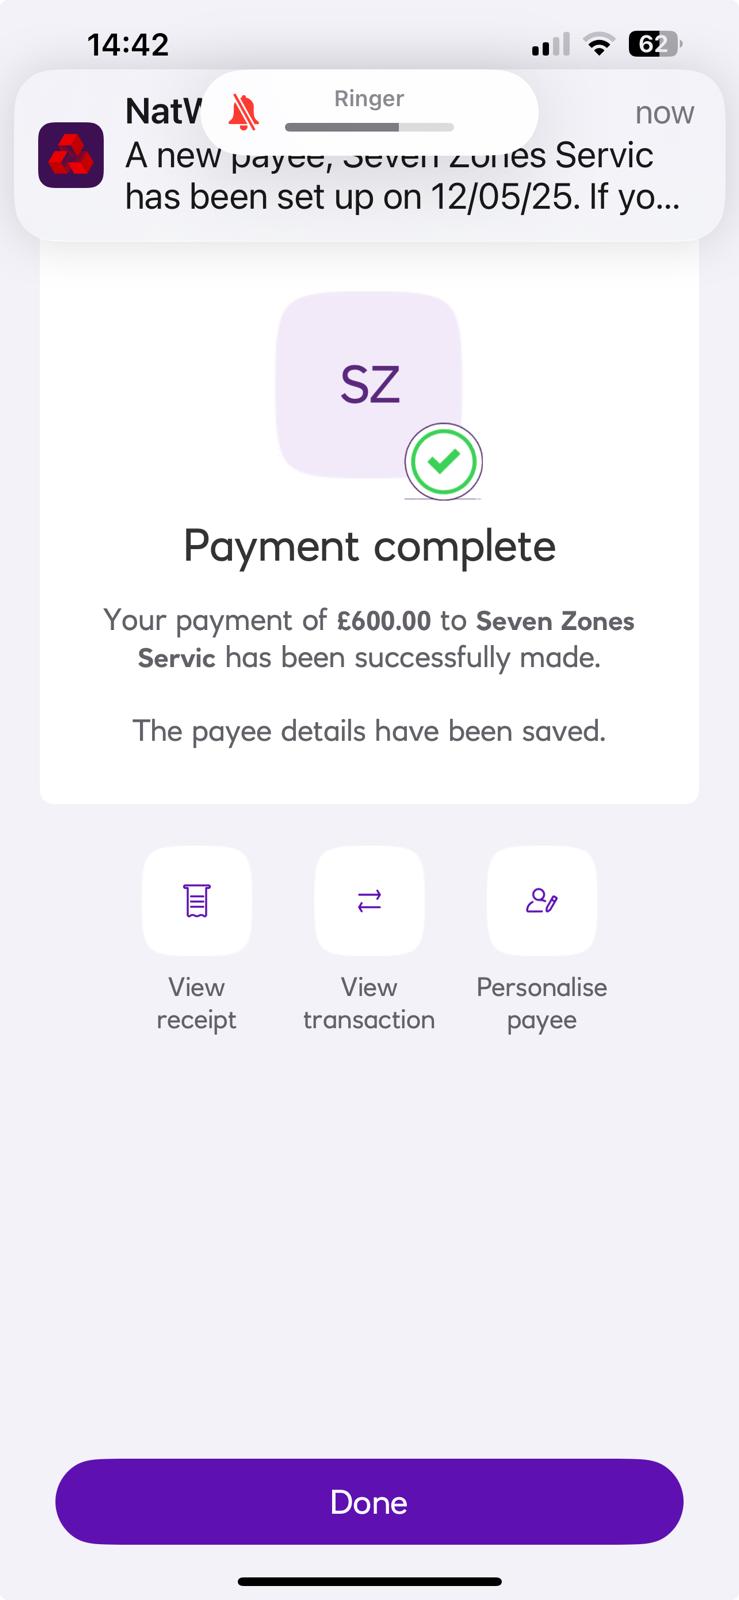 14:42
62
Ringer
NatW
now
A new payee, Seven Zones Servic
has been set up on 12/05/25. If yo...
SZ
Payment complete
Your payment of £600.00 to Seven Zones
Servic has been successfully made.
The payee details have been saved.
View
receipt
View
transaction
Personalise
payee
Done